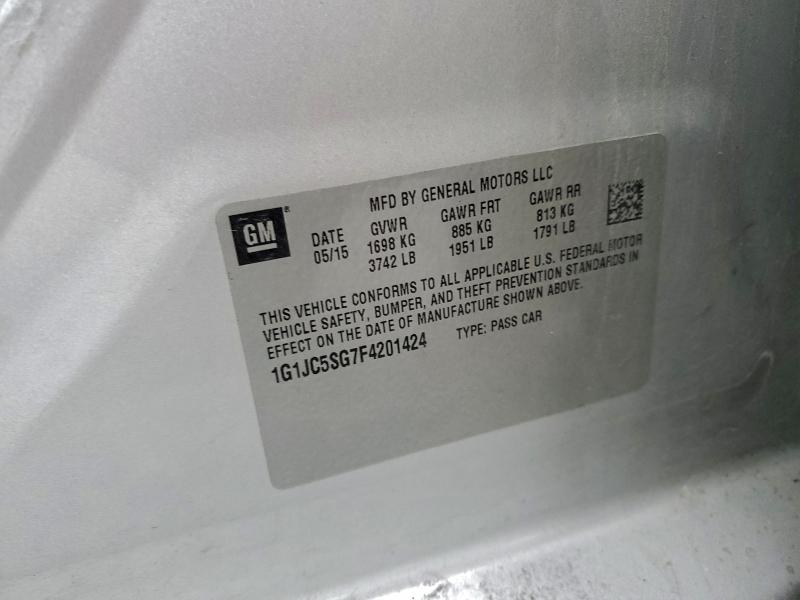 MFD BY GENERAL MOTORS LLC
GM®
DATE GVWR GAWR FRT GAWR RR
05/15 1698 KG 885 KG 813 KG
3742 LB 1951 LB 1791 LB
THIS VEHICLE CONFORMS TO ALL APPLICABLE U.S. FEDERAL MOTOR
VEHICLE SAFETY, BUMPER, AND THEFT PREVENTION STANDARDS IN
EFFECT ON THE DATE OF MANUFACTURE SHOWN ABOVE.
1G1JC5SG7F4201424 TYPE: PASS CAR